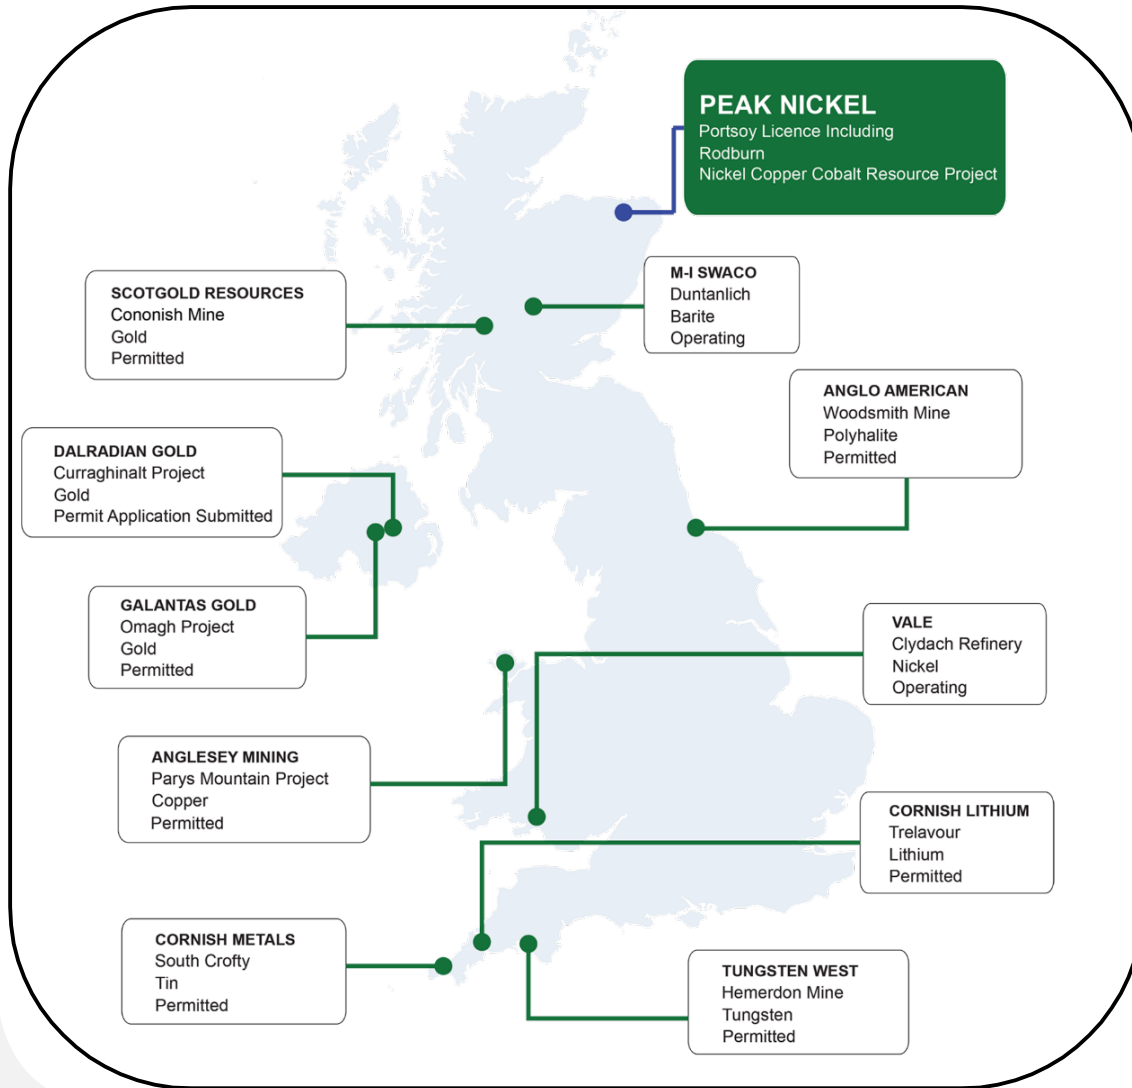 PEAK NICKEL
Portsoy Licence Including
Rodburn
Nickel Copper Cobalt Resource Project
M-I SWACO
Duntanlich
Barite
Operating
SCOTGOLD RESOURCES
Cononish Mine
Gold
Permitted
ANGLO AMERICAN
Woodsmith Mine
Polyhalite
Permitted
DALRADIAN GOLD
Curraghinalt Project
Gold
Permit Application Submitted
GALANTAS GOLD
Omagh Project
Gold
Permitted
VALE
Clydach Refinery
Nickel
Operating
ANGLESEY MINING
Parys Mountain Project
Copper
Permitted
CORNISH LITHIUM
Trelavour
Lithium
Permitted
CORNISH METALS
South Crofty
Tin
Permitted
TUNGSTEN WEST
Hemerdon Mine
Tungsten
Permitted